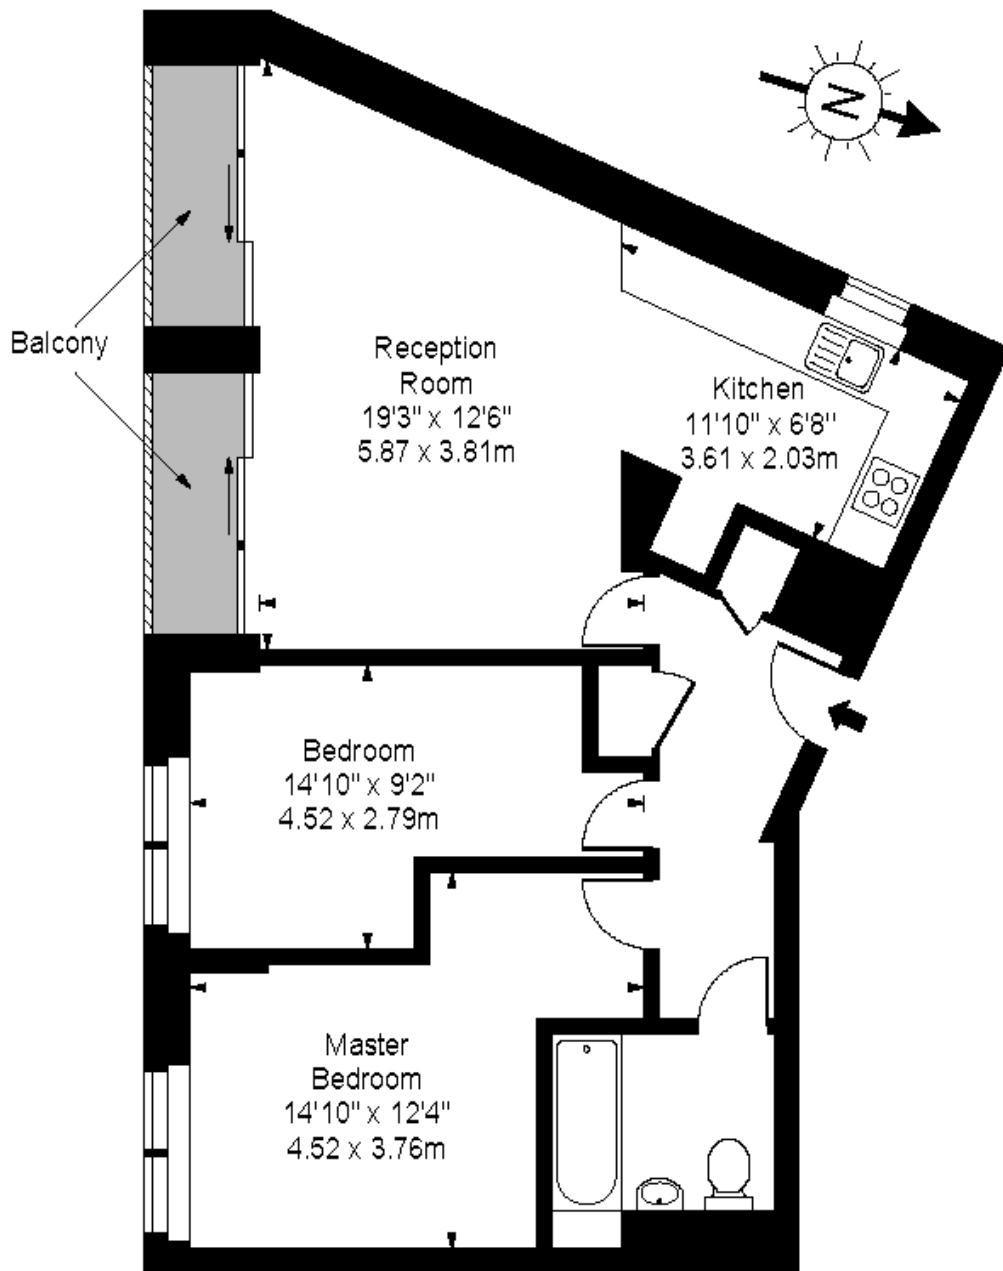 N
Balcony
Reception
Room
19'3" x 12'6"
5.87 x 3.81m
Kitchen
11'10" x 6'8"
3.61 x 2.03m
Bedroom
14'10" x 9'2"
4.52 x 2.79m
Master
Bedroom
14'10" x 12'4"
4.52 x 3.76m